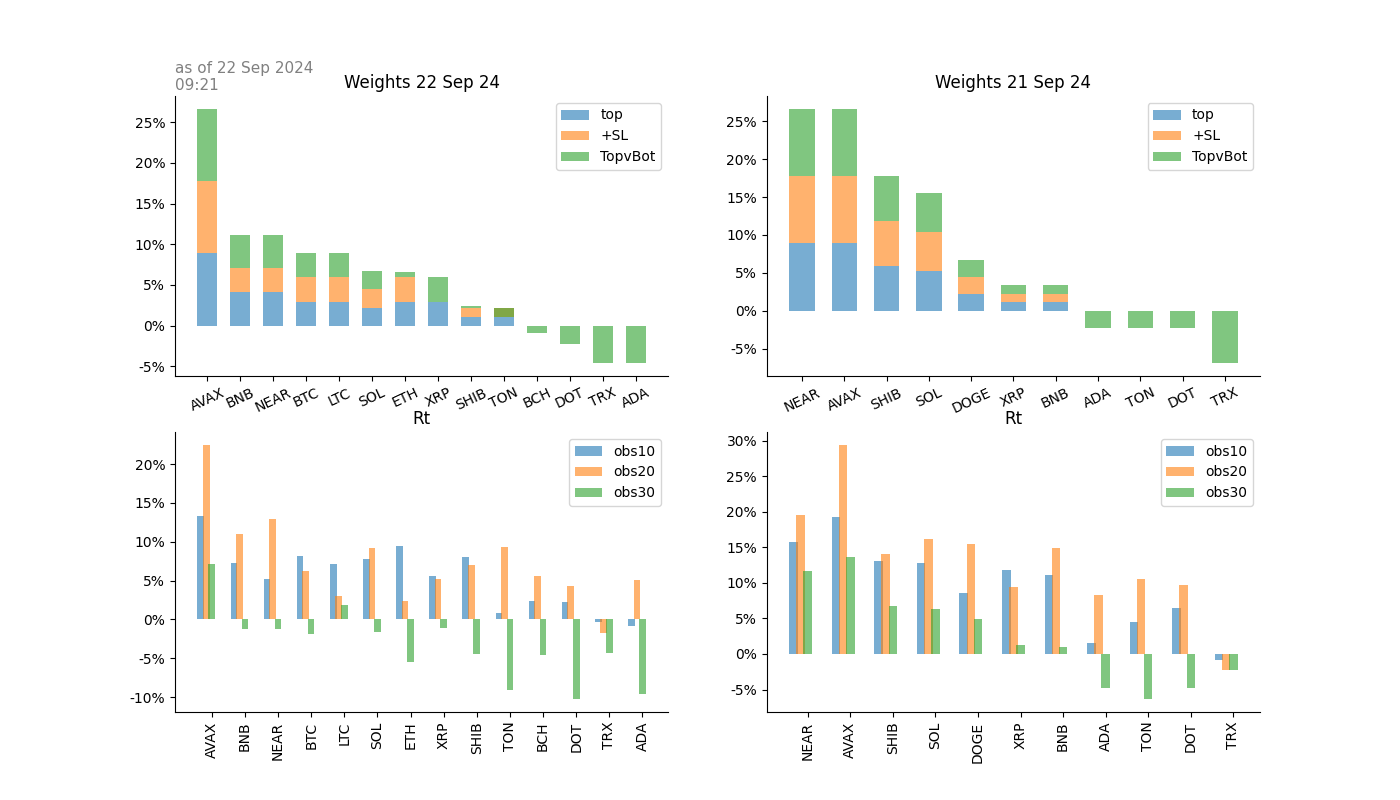 as of 22 Sep 2024
09:21
Weights 22 Sep 24
25%
20%
15%
10%
5%
0%
-5%
top
+SL
TopvBot
AVAX BNB NEAR BTC LTC SOL ETH XRP SHIB TON BCH DOT TRX ADA
Weights 21 Sep 24
25%
20%
15%
10%
5%
0%
-5%
top
+SL
TopvBot
NEAR AVAX SHIB SOL DOGE XRP BNB ADA TON DOT TRX
Rt
20%
15%
10%
5%
0%
-5%
-10%
obs10
obs20
obs30
AVAX BNB NEAR BTC LTC SOL ETH XRP SHIB TON BCH DOT TRX ADA
Rt
30%
25%
20%
15%
10%
5%
0%
-5%
obs10
obs20
obs30
NEAR AVAX SHIB SOL DOGE XRP BNB ADA TON DOT TRX